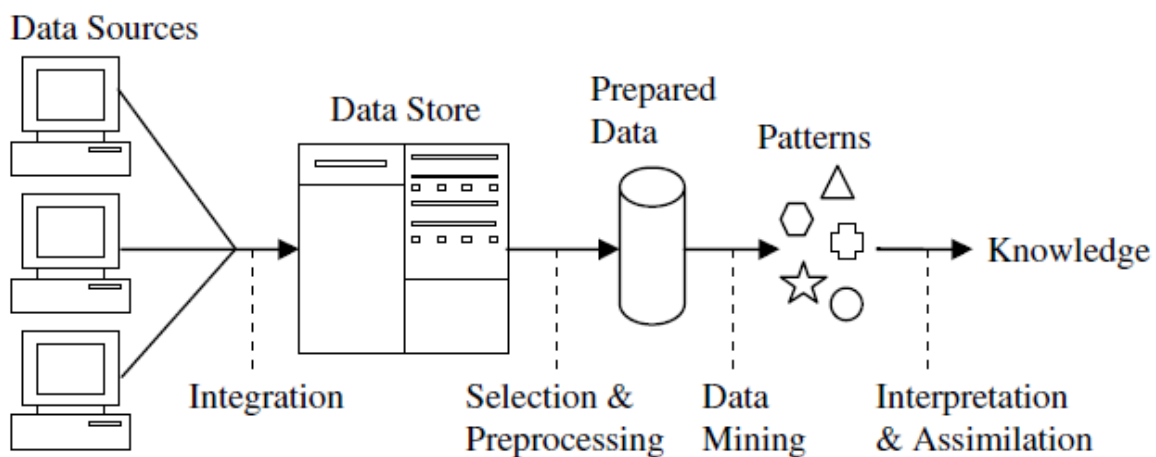 Data Sources
Data Store
Prepared
Data
Patterns
Knowledge
Integration
Selection &
Preprocessing
Data
Mining
Interpretation
& Assimilation